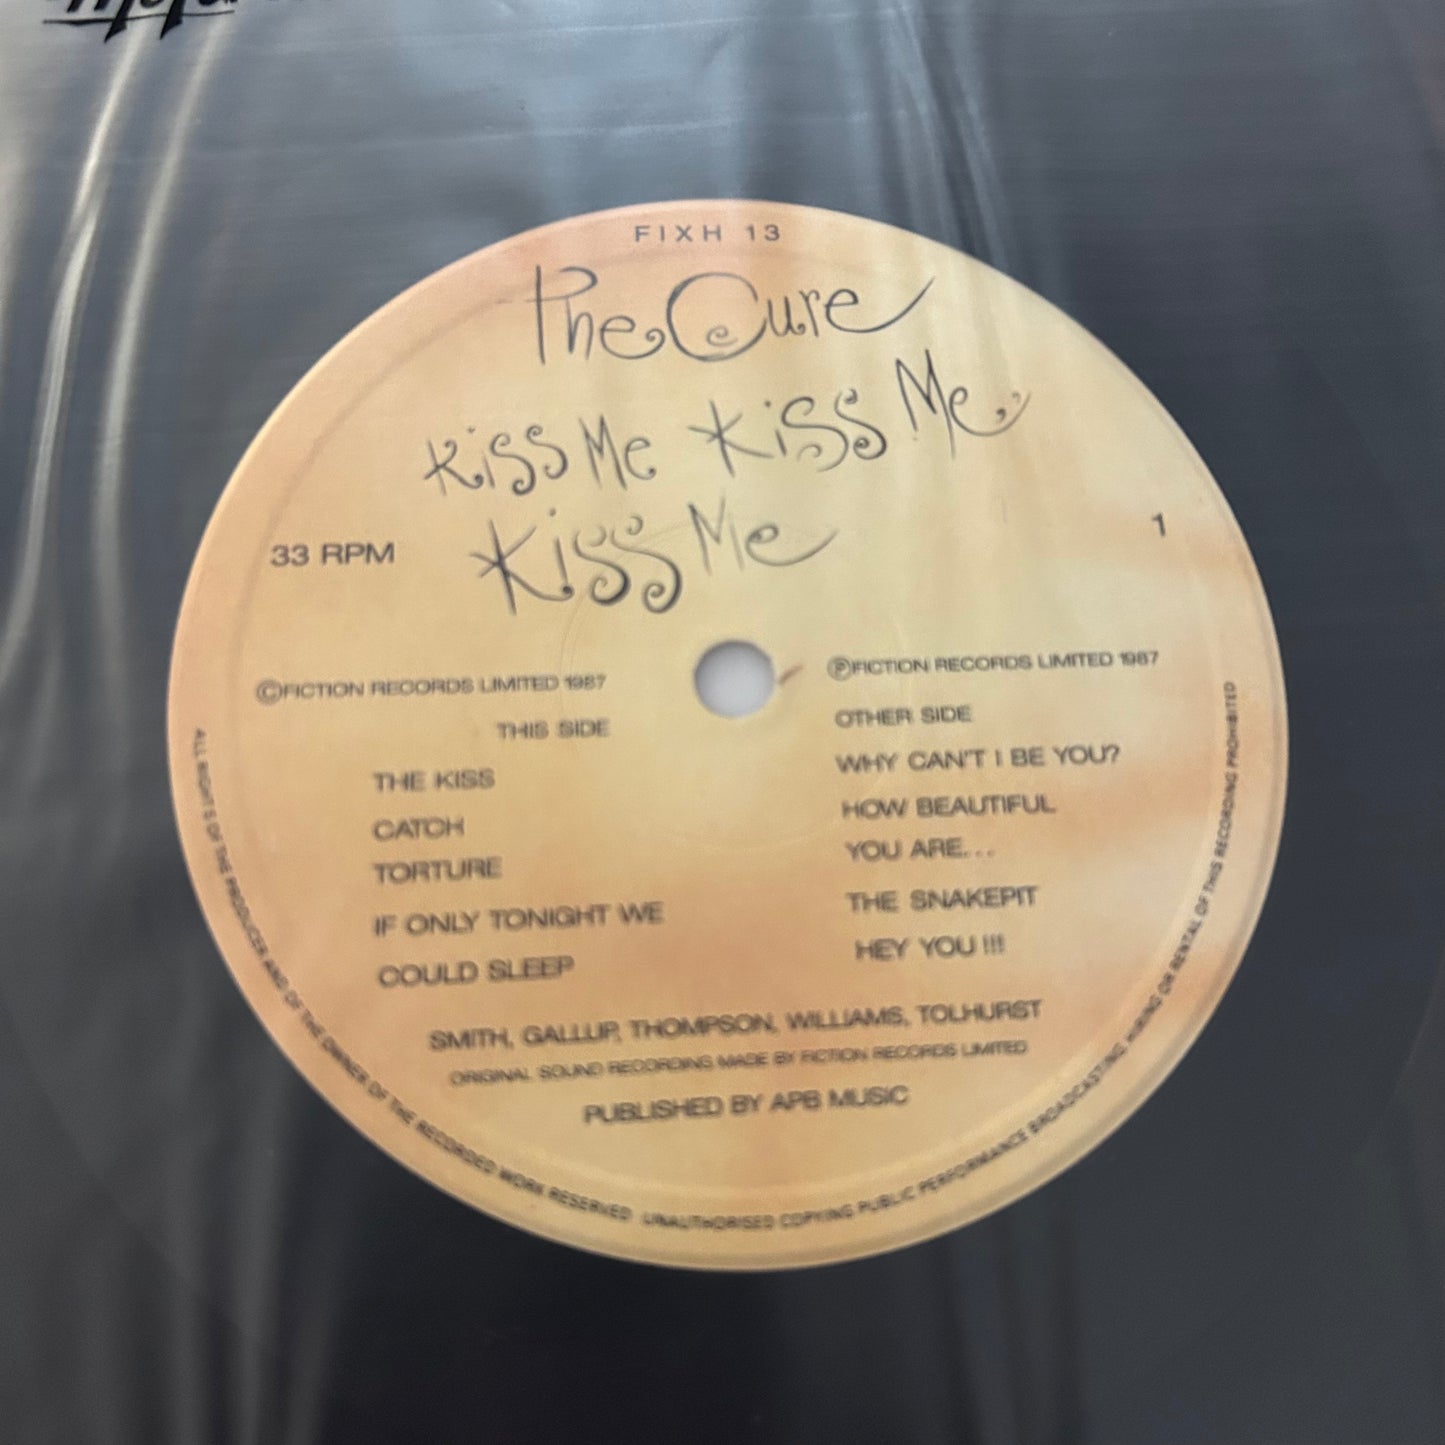 FIXH 13
The Cure
Kiss Me Kiss Me
Kiss Me
33 RPM
1
©FICTION RECORDS LIMITED 1987
THIS SIDE
THE KISS
CATCH
TORTURE
IF ONLY TONIGHT WE
COULD SLEEP
℗FICTION RECORDS LIMITED 1987
OTHER SIDE
WHY CAN'T I BE YOU?
HOW BEAUTIFUL
YOU ARE...
THE SNAKEPIT
HEY YOU !!!
SMITH, GALLUP, THOMPSON, WILLIAMS, TOLHURST
ORIGINAL SOUND RECORDING MADE BY FICTION RECORDS LIMITED
PUBLISHED BY APB MUSIC
ALL RIGHTS OF THE PRODUCER AND OF THE OWNER OF THE RECORDED WORK RESERVED UNAUTHORISED COPYING PUBLIC PERFORMANCE BROADCASTING HIRING OR RENTAL OF THIS RECORDING PROHIBITED